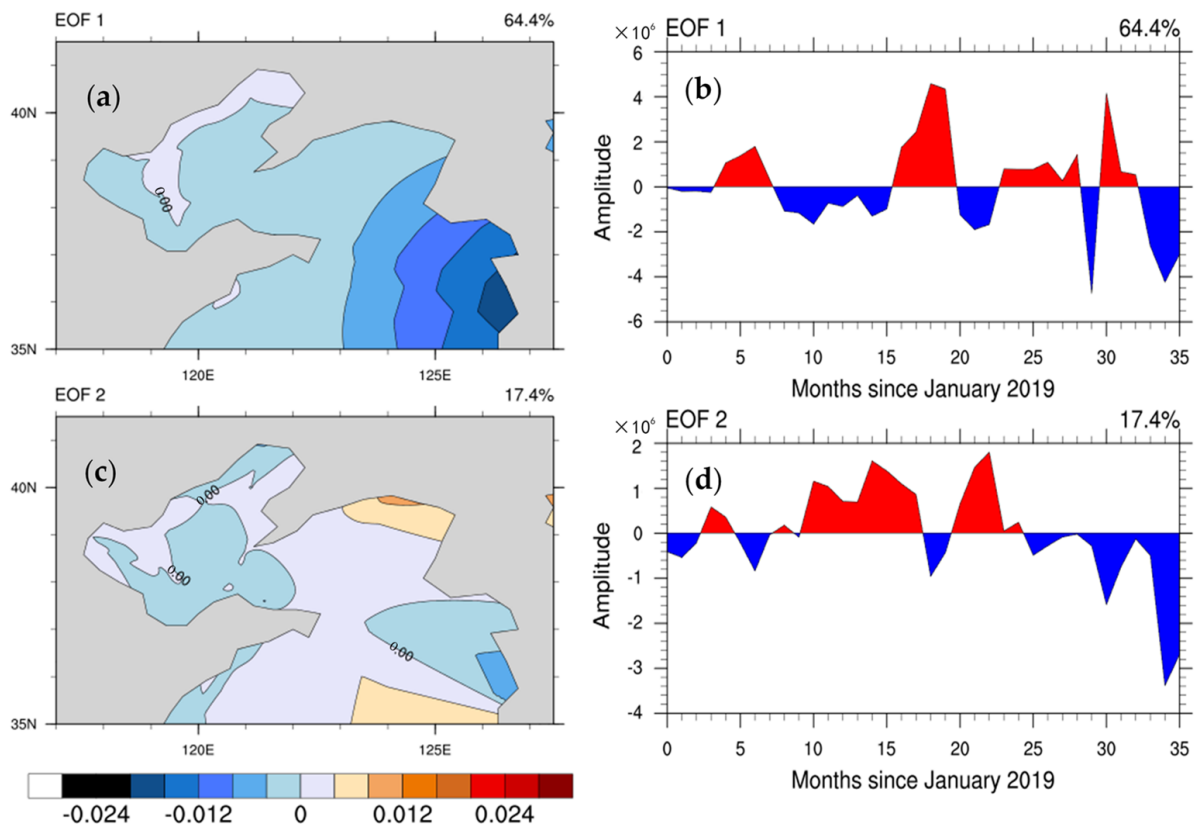 EOF 1 64.4%
(a)
0.00
40N
35N
120E 125E
EOF 2 17.4%
(c)
0.00
0.00
0.00
40N
35N
120E 125E
-0.024 -0.012 0 0.012 0.024
×10⁶ EOF 1 64.4%
(b)
Amplitude
6
4
2
0
-2
-4
-6
0 5 10 15 20 25 30 35
Months since January 2019
×10⁶ EOF 2 17.4%
(d)
Amplitude
2
1
0
-1
-2
-3
-4
0 5 10 15 20 25 30 35
Months since January 2019